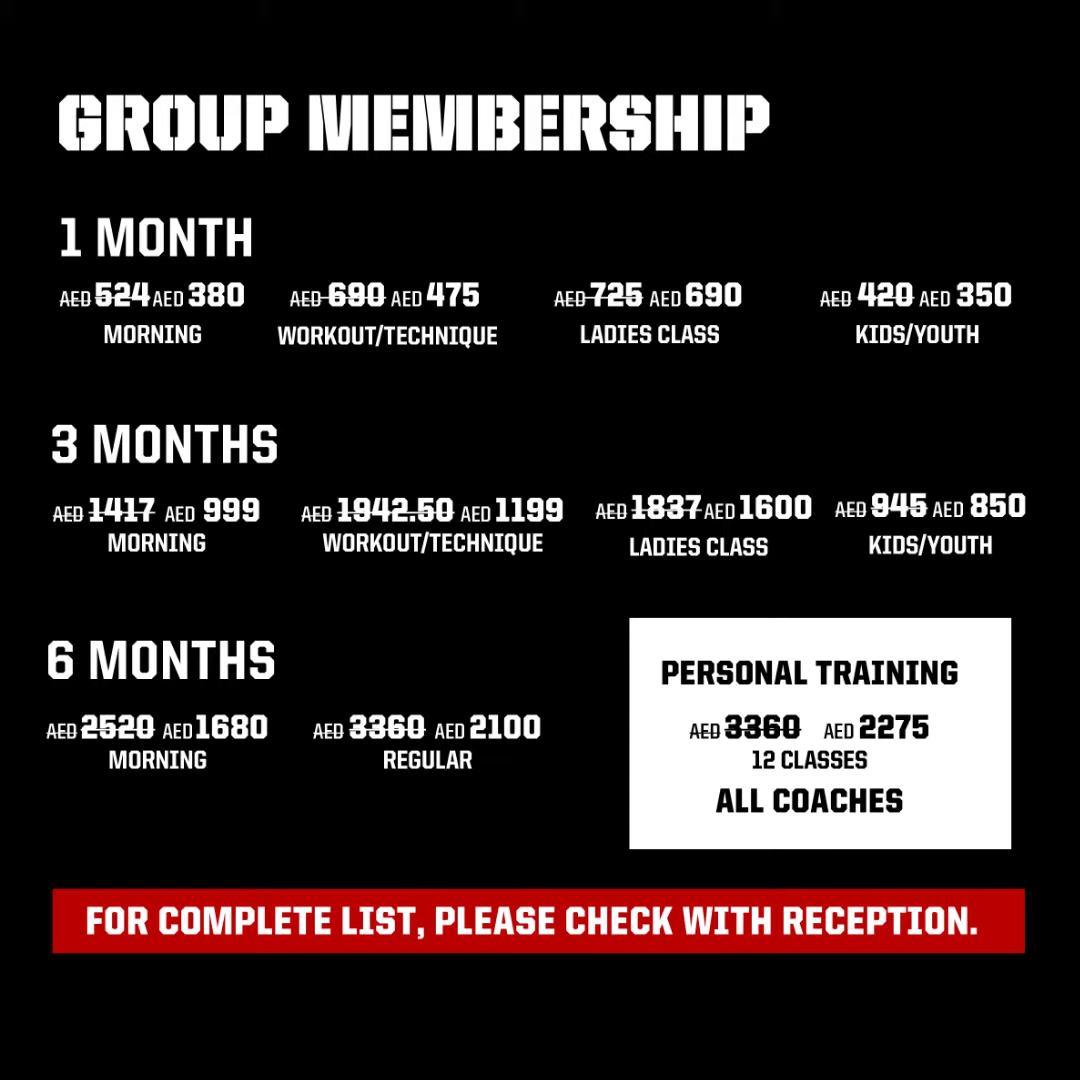 GROUP MEMBERSHIP
1 MONTH
AED 524 AED 380
MORNING
AED 690 AED 475
WORKOUT/TECHNIQUE
AED 725 AED 690
LADIES CLASS
AED 420 AED 350
KIDS/YOUTH
3 MONTHS
AED 1417 AED 999
MORNING
AED 1942.50 AED 1199
WORKOUT/TECHNIQUE
AED 1837 AED 1600
LADIES CLASS
AED 945 AED 850
KIDS/YOUTH
6 MONTHS
AED 2520 AED 1680
MORNING
AED 3360 AED 2100
REGULAR
PERSONAL TRAINING
AED 3360 AED 2275
12 CLASSES
ALL COACHES
FOR COMPLETE LIST, PLEASE CHECK WITH RECEPTION.